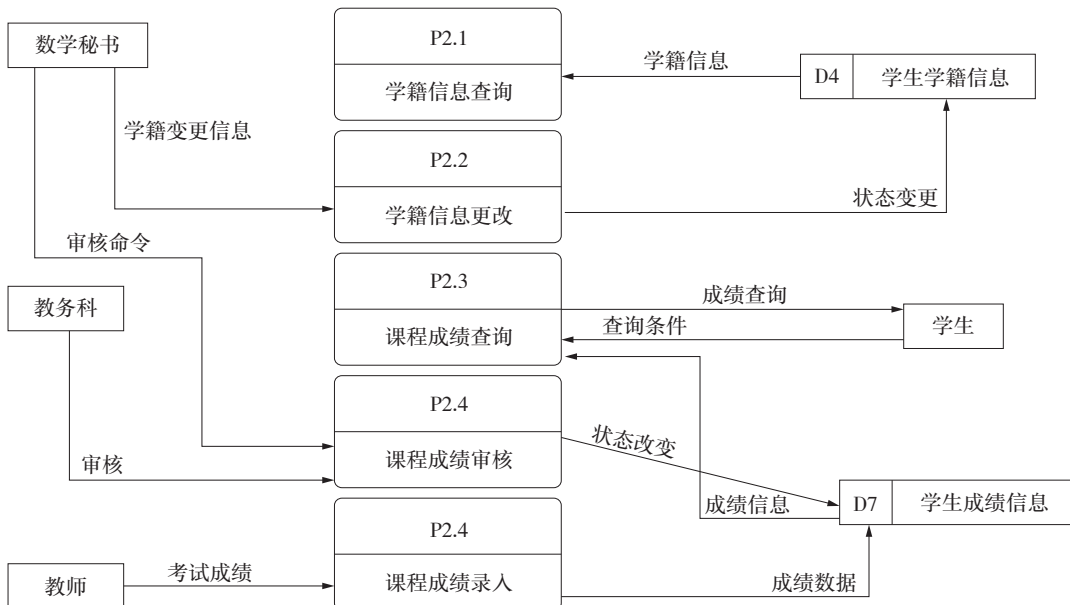 数学秘书
P2.1
学籍信息查询
学籍信息
D4 学生学籍信息
学籍变更信息
P2.2
学籍信息更改
状态变更
审核命令
教务科
P2.3
课程成绩查询
成绩查询
查询条件
学生
P2.4
课程成绩审核
审核
状态改变
成绩信息
D7 学生成绩信息
P2.4
课程成绩录入
教师
考试成绩
成绩数据